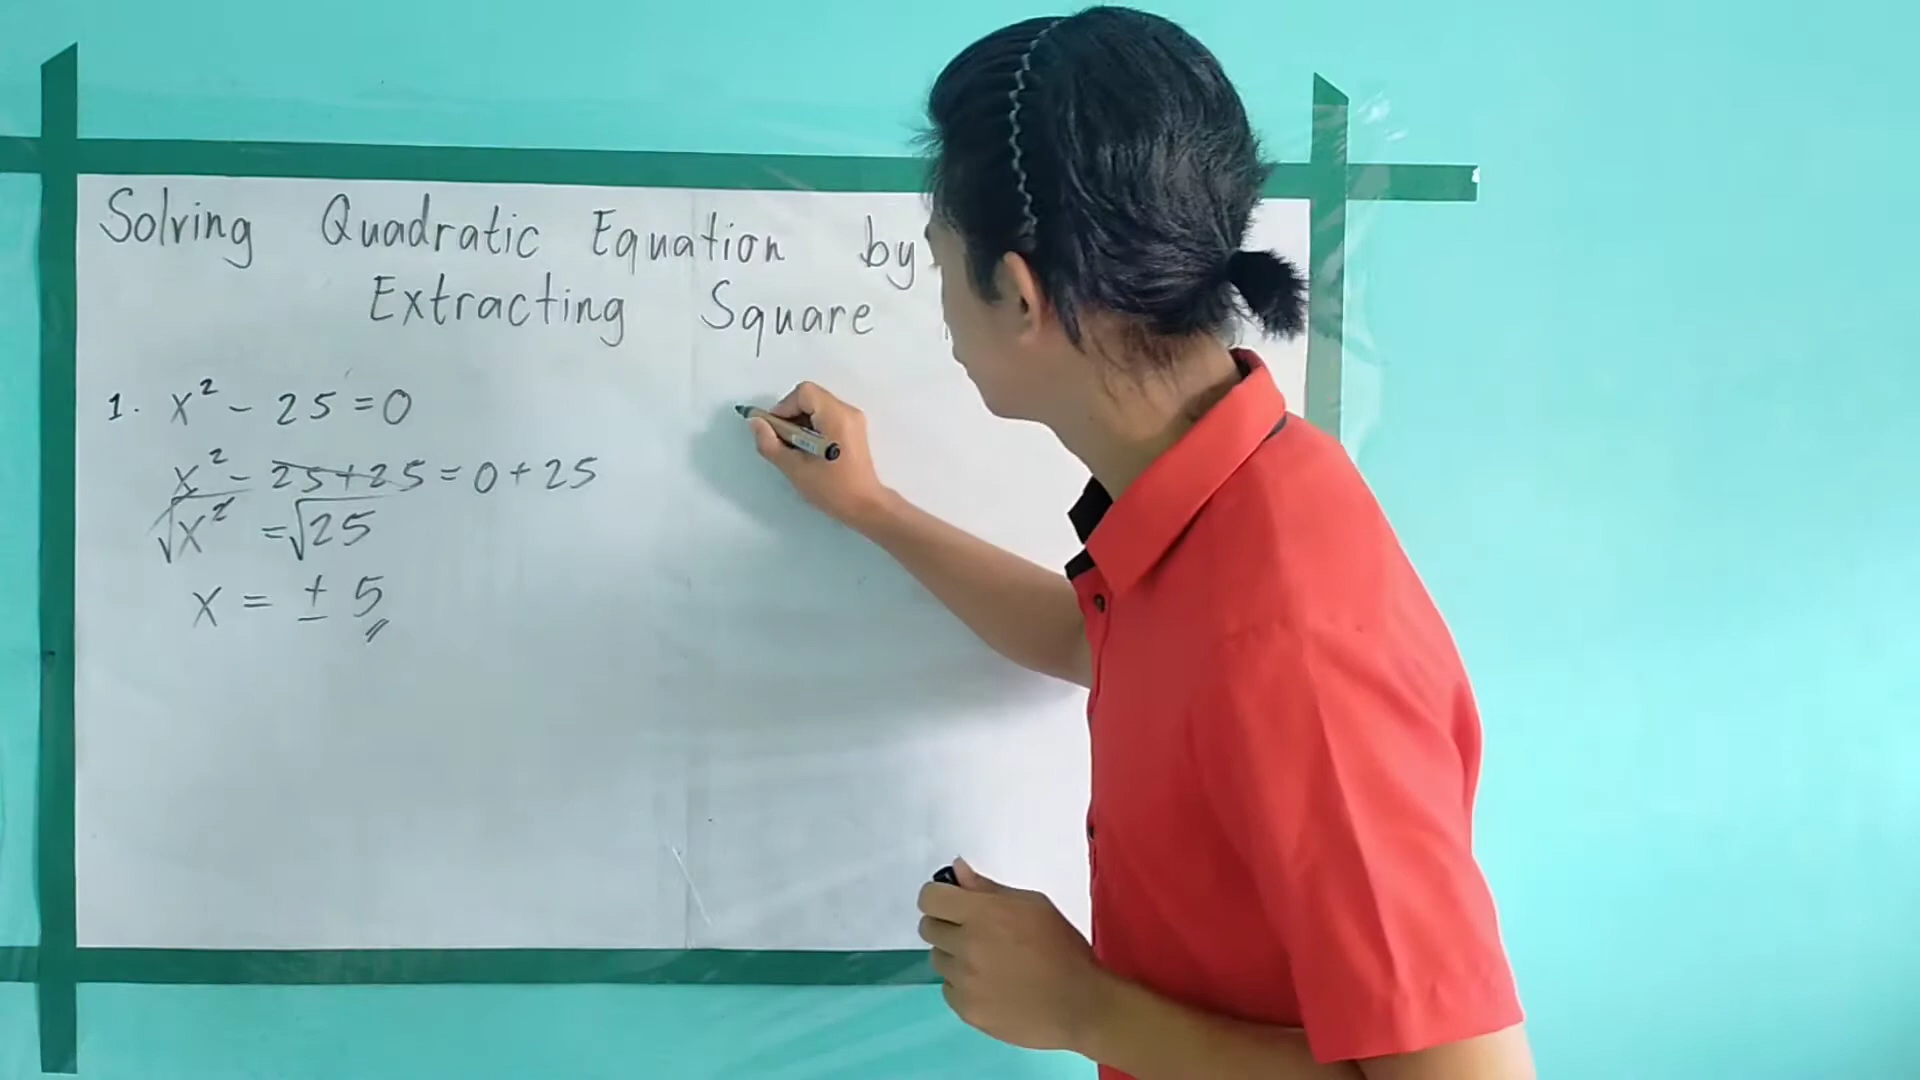 Solving Quadratic Equation by
Extracting Square
1. x² - 25 = 0
x² - 25 + 25 = 0 + 25
√x² = √25
x = ± 5